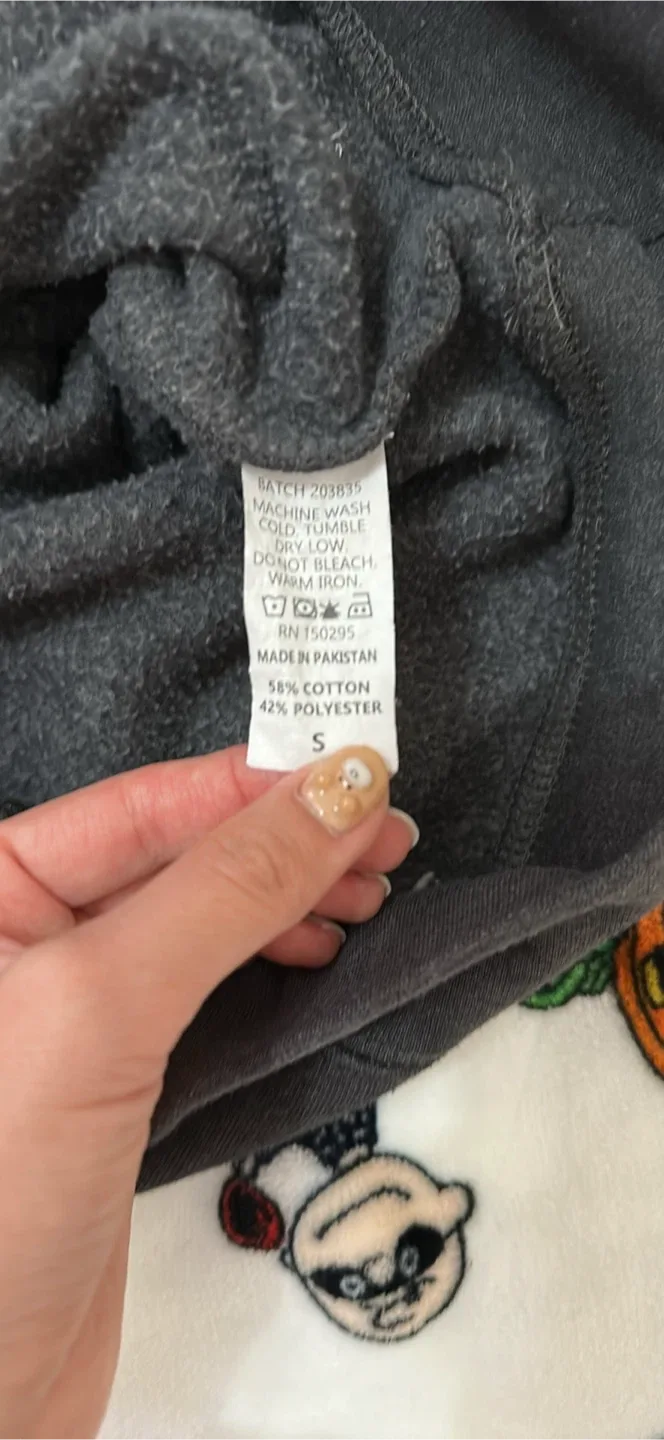 BATCH 203835
MACHINE WASH
COLD, TUMBLE
DRY LOW,
DO NOT BLEACH,
WARM IRON.
RN 150295
MADE IN PAKISTAN
58% COTTON
42% POLYESTER
S